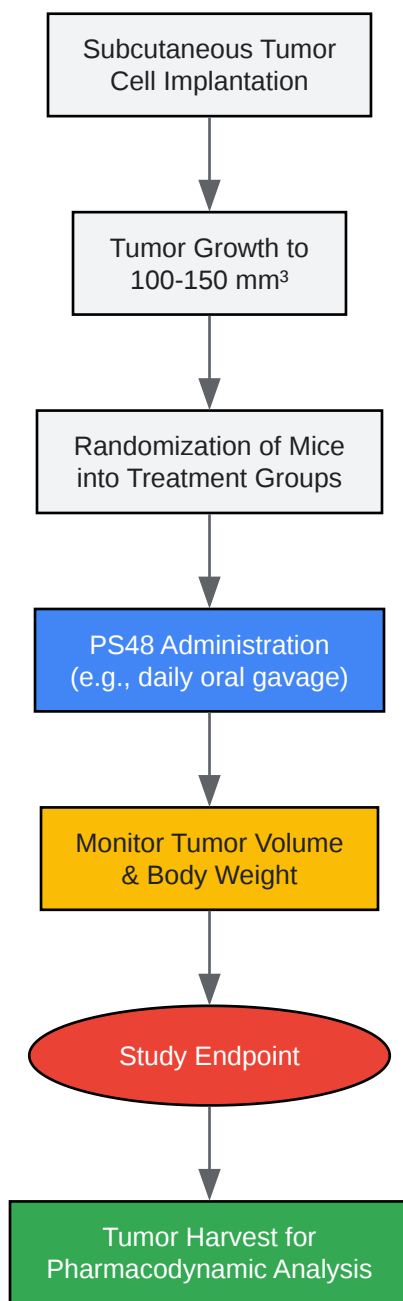 Subcutaneous Tumor
Cell Implantation
Tumor Growth to
100-150 mm³
Randomization of Mice
into Treatment Groups
PS48 Administration
(e.g., daily oral gavage)
Monitor Tumor Volume
& Body Weight
Study Endpoint
Tumor Harvest for
Pharmacodynamic Analysis